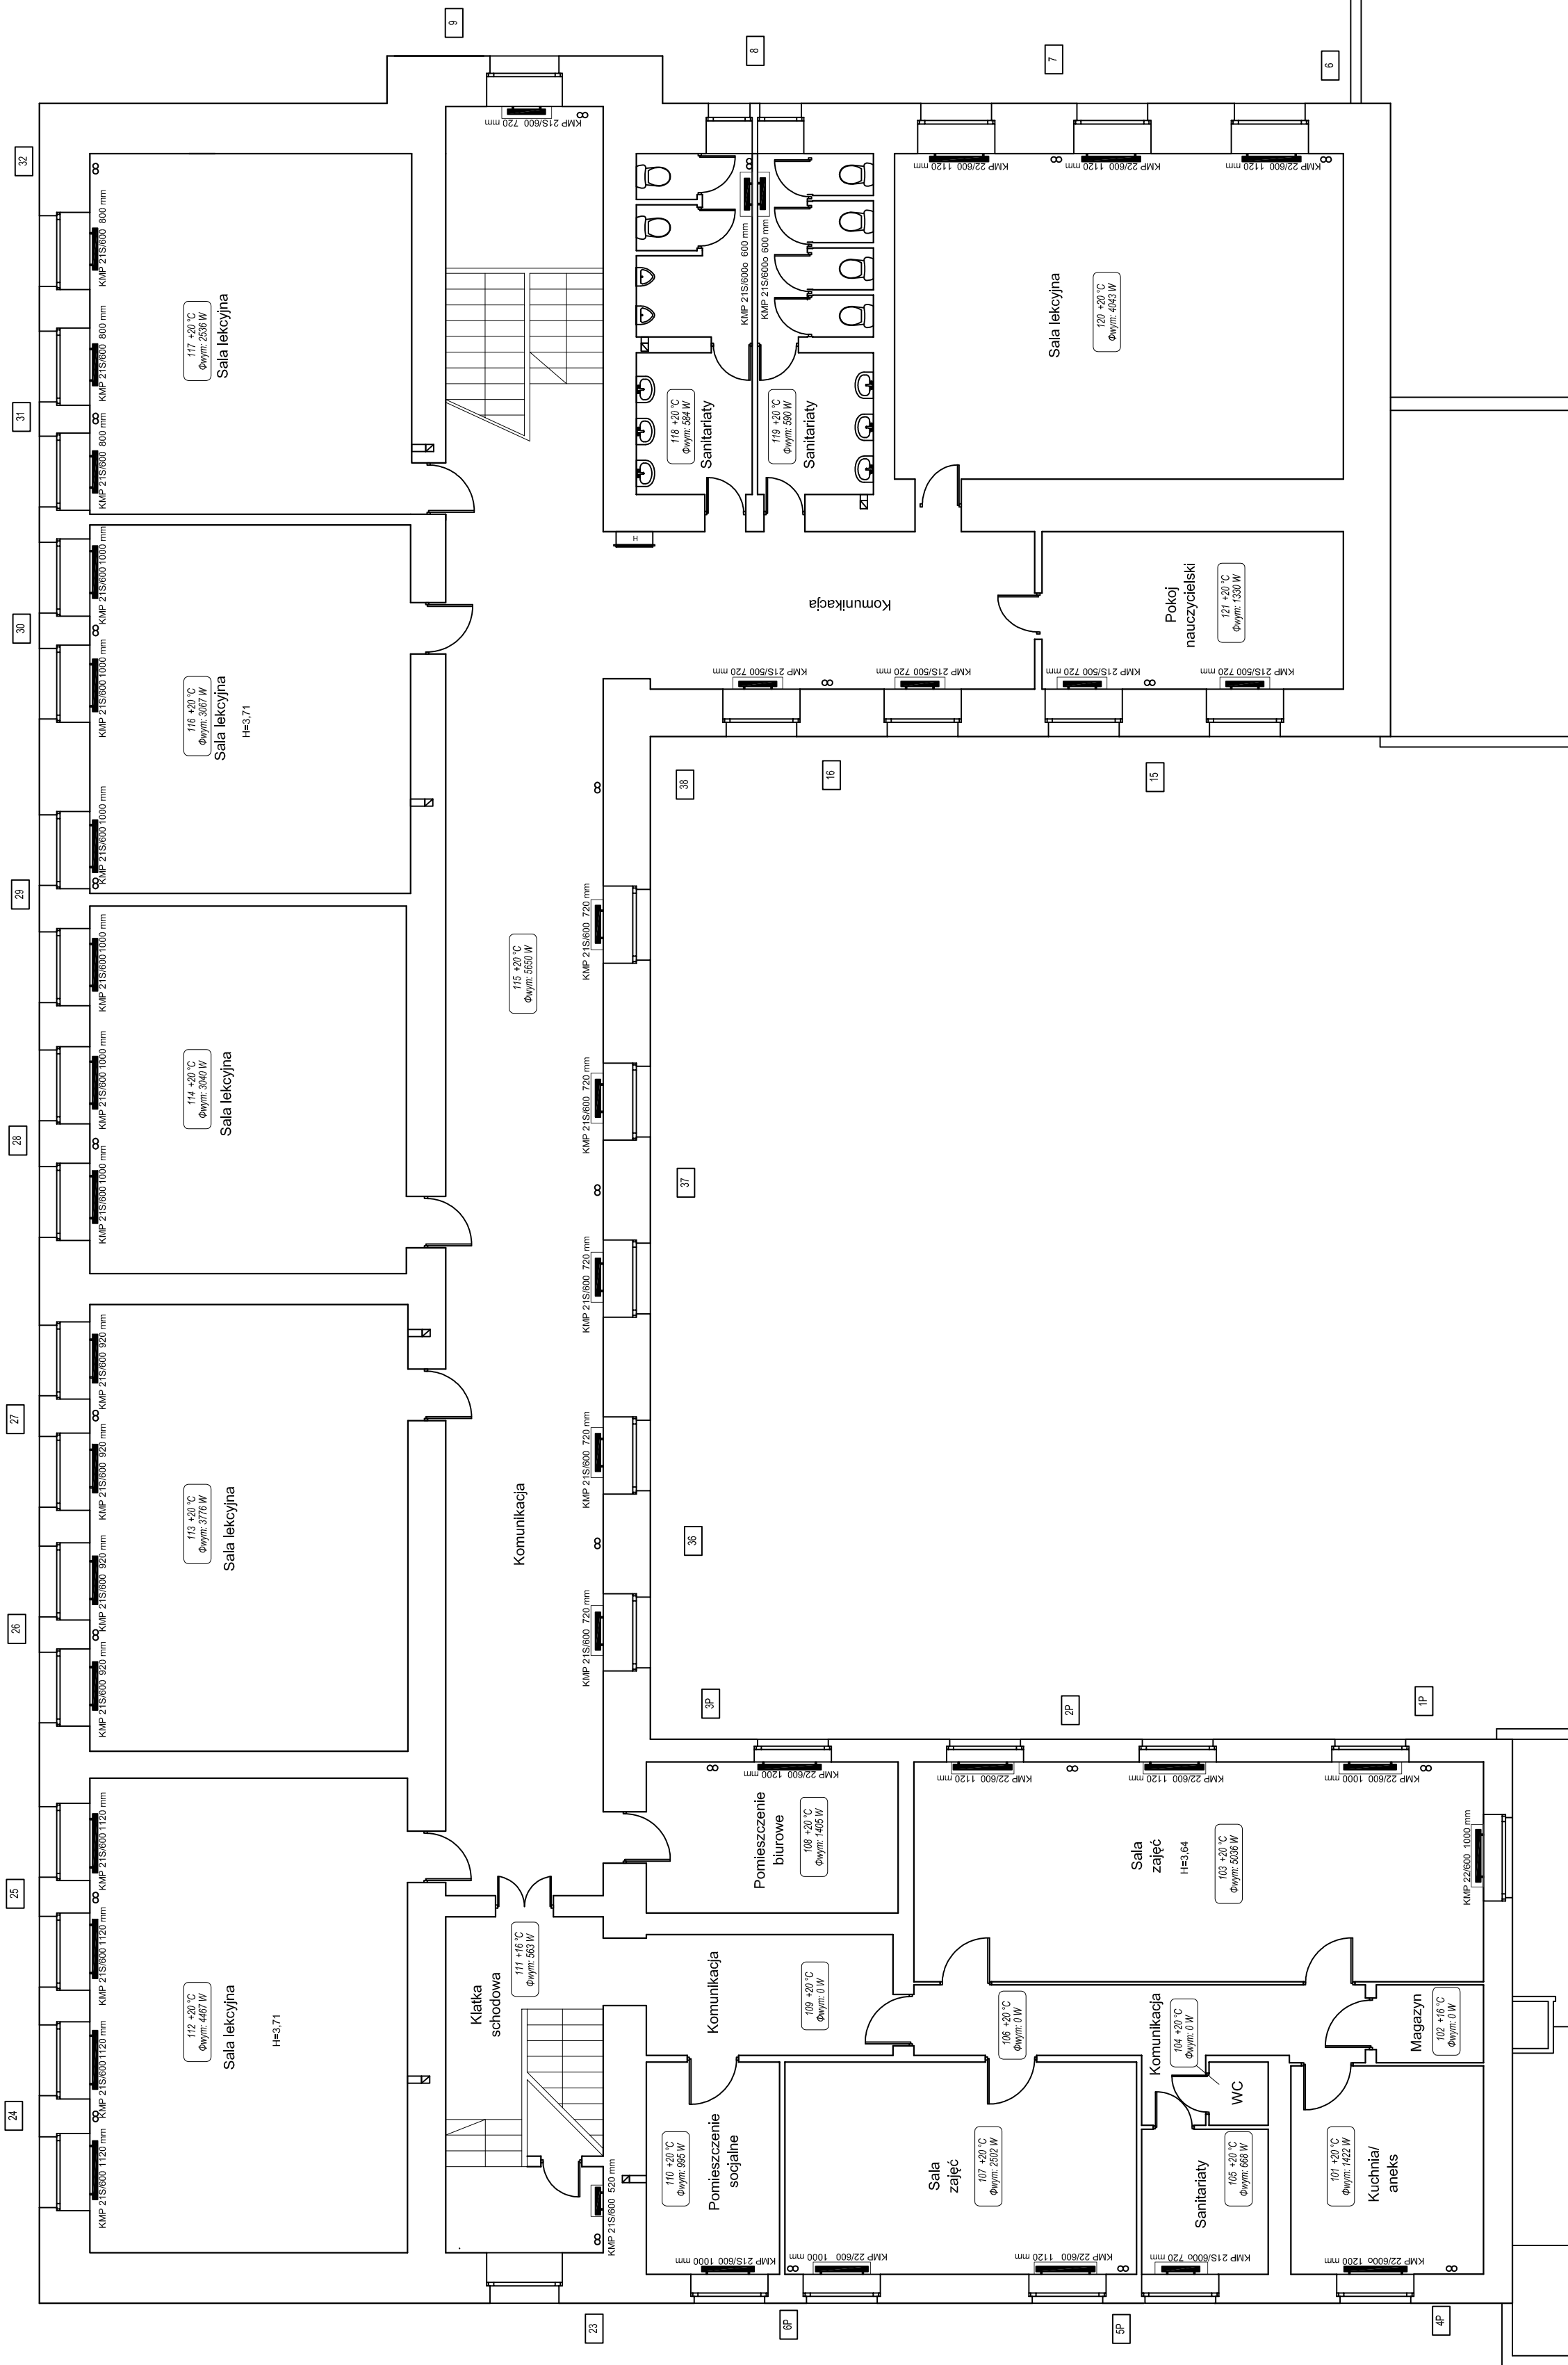 9
8
7
6
32
31
30
29
28
27
26
25
24
23
38
37
36
16
15
3P
2P
1P
6P
5P
4P
KMP 21S/600 800 mm
KMP 21S/600 800 mm
KMP 21S/600 800 mm
117 +20 °C
Φwym: 2536 W
Sala lekcyjna
KMP 21S/600 1000 mm
KMP 21S/600 1000 mm
KMP 21S/600 1000 mm
116 +20 °C
Φwym: 3067 W
Sala lekcyjna
H=3,71
KMP 21S/600 1000 mm
KMP 21S/600 1000 mm
KMP 21S/600 1000 mm
114 +20 °C
Φwym: 3040 W
Sala lekcyjna
KMP 21S/600 920 mm
KMP 21S/600 920 mm
KMP 21S/600 920 mm
KMP 21S/600 920 mm
113 +20 °C
Φwym: 3776 W
Sala lekcyjna
KMP 21S/600 1120 mm
KMP 21S/600 1120 mm
KMP 21S/600 1120 mm
KMP 21S/600 1120 mm
112 +20 °C
Φwym: 4467 W
Sala lekcyjna
H=3,71
KMP 21S/600 720 mm
115 +20 °C
Φwym: 5650 W
Komunikacja
KMP 21S/600 720 mm
KMP 21S/600 720 mm
KMP 21S/600 720 mm
KMP 21S/600 720 mm
KMP 21S/600 720 mm
Klatka
schodowa
111 +16 °C
Φwym: 563 W
KMP 21S/600 520 mm
H
KMP 21S/600o 600 mm
KMP 21S/600o 600 mm
118 +20 °C
Φwym: 584 W
Sanitariaty
119 +20 °C
Φwym: 590 W
Sanitariaty
KMP 22/600 1120 mm
KMP 22/600 1120 mm
KMP 22/600 1120 mm
Sala lekcyjna
120 +20 °C
Φwym: 4043 W
Komunikacja
KMP 21S/500 720 mm
KMP 21S/500 720 mm
Pokoj
nauczycielski
121 +20 °C
Φwym: 1330 W
KMP 21S/500 720 mm
KMP 21S/500 720 mm
KMP 22/600 1200 mm
Pomieszczenie
biurowe
108 +20 °C
Φwym: 1405 W
KMP 22/600 1120 mm
KMP 22/600 1120 mm
KMP 22/600 1000 mm
KMP 22/600 1000 mm
Sala
zajęć
H=3,64
103 +20 °C
Φwym: 5036 W
Komunikacja
109 +20 °C
Φwym: 0 W
106 +20 °C
Φwym: 0 W
Komunikacja
104 +20 °C
Φwym: 0 W
WC
Magazyn
102 +16 °C
Φwym: 0 W
110 +20 °C
Φwym: 995 W
Pomieszczenie
socjalne
KMP 21S/600 1000 mm
Sala
zajęć
107 +20 °C
Φwym: 2502 W
KMP 22/600 1000 mm
KMP 22/600 1120 mm
Sanitariaty
105 +20 °C
Φwym: 668 W
KMP 21S/600o 720 mm
101 +20 °C
Φwym: 1422 W
Kuchnia/
aneks
KMP 22/600o 1200 mm